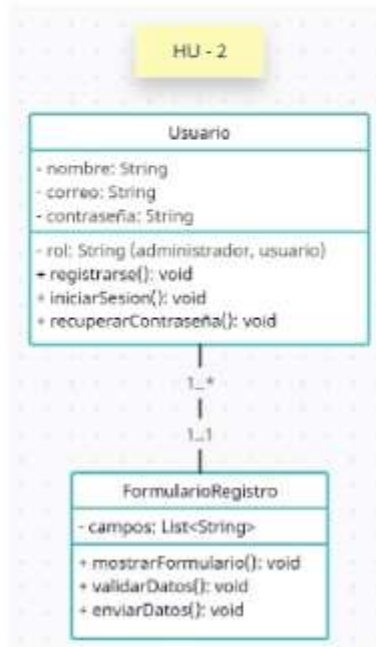 HU - 2
Usuario
- nombre: String
- correo: String
- contraseña: String
- rol: String (administrador, usuario)
+ registrarse(): void
+ iniciarSesion(): void
+ recuperarContraseña(): void
1..*
1..1
FormularioRegistro
- campos: List<String>
+ mostrarFormulario(): void
+ validarDatos(): void
+ enviarDatos(): void